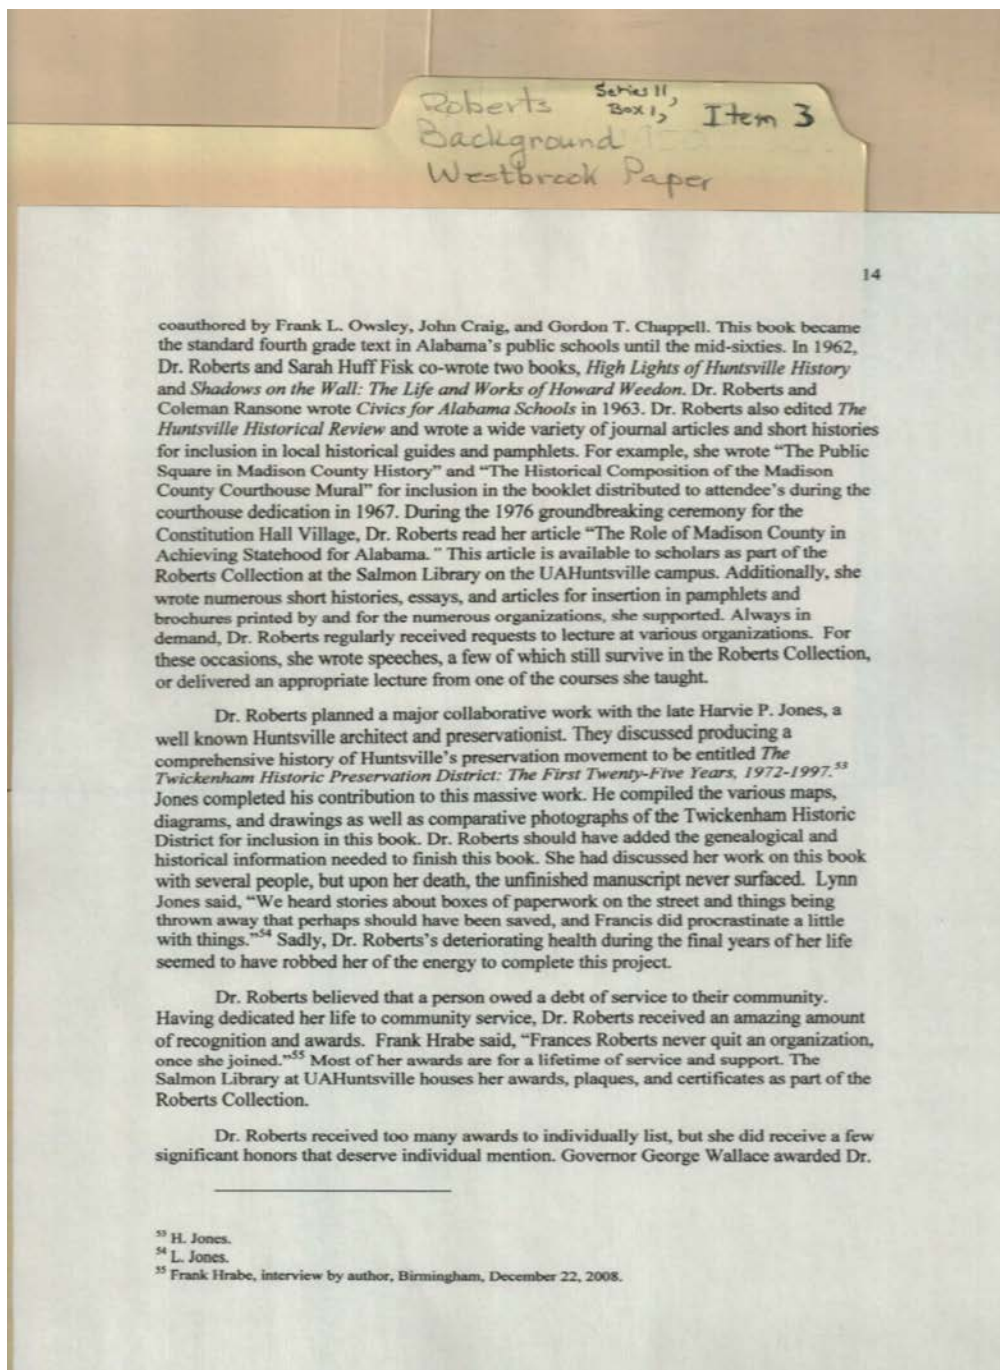 Roberts Series 11, Box 1, Item 3
Background
Westbrook Paper
14
coauthored by Frank L. Owsley, John Craig, and Gordon T. Chappell. This book became
the standard fourth grade text in Alabama's public schools until the mid-sixties. In 1962,
Dr. Roberts and Sarah Huff Fisk co-wrote two books, High Lights of Huntsville History
and Shadows on the Wall: The Life and Works of Howard Weedon. Dr. Roberts and
Coleman Ransone wrote Civics for Alabama Schools in 1963. Dr. Roberts also edited The
Huntsville Historical Review and wrote a wide variety of journal articles and short histories
for inclusion in local historical guides and pamphlets. For example, she wrote “The Public
Square in Madison County History” and “The Historical Composition of the Madison
County Courthouse Mural” for inclusion in the booklet distributed to attendee's during the
courthouse dedication in 1967. During the 1976 groundbreaking ceremony for the
Constitution Hall Village, Dr. Roberts read her article “The Role of Madison County in
Achieving Statehood for Alabama.” This article is available to scholars as part of the
Roberts Collection at the Salmon Library on the UAHuntsville campus. Additionally, she
wrote numerous short histories, essays, and articles for insertion in pamphlets and
brochures printed by and for the numerous organizations, she supported. Always in
demand, Dr. Roberts regularly received requests to lecture at various organizations. For
these occasions, she wrote speeches, a few of which still survive in the Roberts Collection,
or delivered an appropriate lecture from one of the courses she taught.
Dr. Roberts planned a major collaborative work with the late Harvie P. Jones, a
well known Huntsville architect and preservationist. They discussed producing a
comprehensive history of Huntsville's preservation movement to be entitled The
Twickenham Historic Preservation District: The First Twenty-Five Years, 1972-1997.53
Jones completed his contribution to this massive work. He compiled the various maps,
diagrams, and drawings as well as comparative photographs of the Twickenham Historic
District for inclusion in this book. Dr. Roberts should have added the genealogical and
historical information needed to finish this book. She had discussed her work on this book
with several people, but upon her death, the unfinished manuscript never surfaced. Lynn
Jones said, “We heard stories about boxes of paperwork on the street and things being
thrown away that perhaps should have been saved, and Francis did procrastinate a little
with things.”54 Sadly, Dr. Roberts's deteriorating health during the final years of her life
seemed to have robbed her of the energy to complete this project.
Dr. Roberts believed that a person owed a debt of service to their community.
Having dedicated her life to community service, Dr. Roberts received an amazing amount
of recognition and awards. Frank Hrabe said, “Frances Roberts never quit an organization,
once she joined.”55 Most of her awards are for a lifetime of service and support. The
Salmon Library at UAHuntsville houses her awards, plaques, and certificates as part of the
Roberts Collection.
Dr. Roberts received too many awards to individually list, but she did receive a few
significant honors that deserve individual mention. Governor George Wallace awarded Dr.
53 H. Jones.
54 L. Jones.
55 Frank Hrabe, interview by author, Birmingham, December 22, 2008.